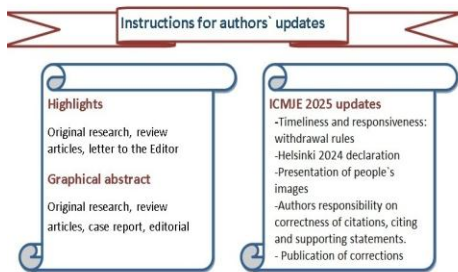 Instructions for authors` updates
Highlights
Original research, review
articles, letter to the Editor
Graphical abstract
Original research, review
articles, case report, editorial
ICMJE 2025 updates
-Timeliness and responsiveness:
withdrawal rules
-Helsinki 2024 declaration
-Presentation of people`s
images
-Authors responsibility on
correctness of citations, citing
and supporting statements.
- Publication of corrections